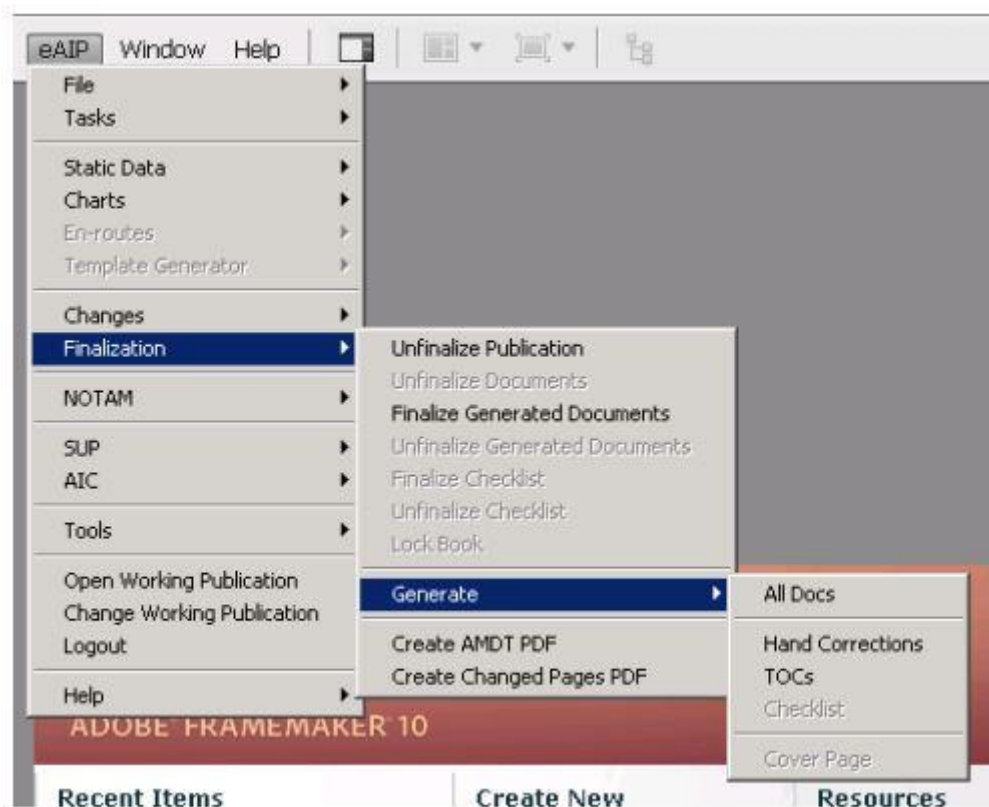 eAIP Window Help
File
Tasks
Static Data
Charts
En-routes
Template Generator
Changes
Finalization
NOTAM
SUP
AIC
Tools
Open Working Publication
Change Working Publication
Logout
Help
Unfinalize Publication
Unfinalize Documents
Finalize Generated Documents
Unfinalize Generated Documents
Finalize Checklist
Unfinalize Checklist
Lock Book
Generate
Create AMDT PDF
Create Changed Pages PDF
All Docs
Hand Corrections
TOCs
Checklist
Cover Page
ADOBE® FRAMEMAKER® 10
Recent Items Create New Resources